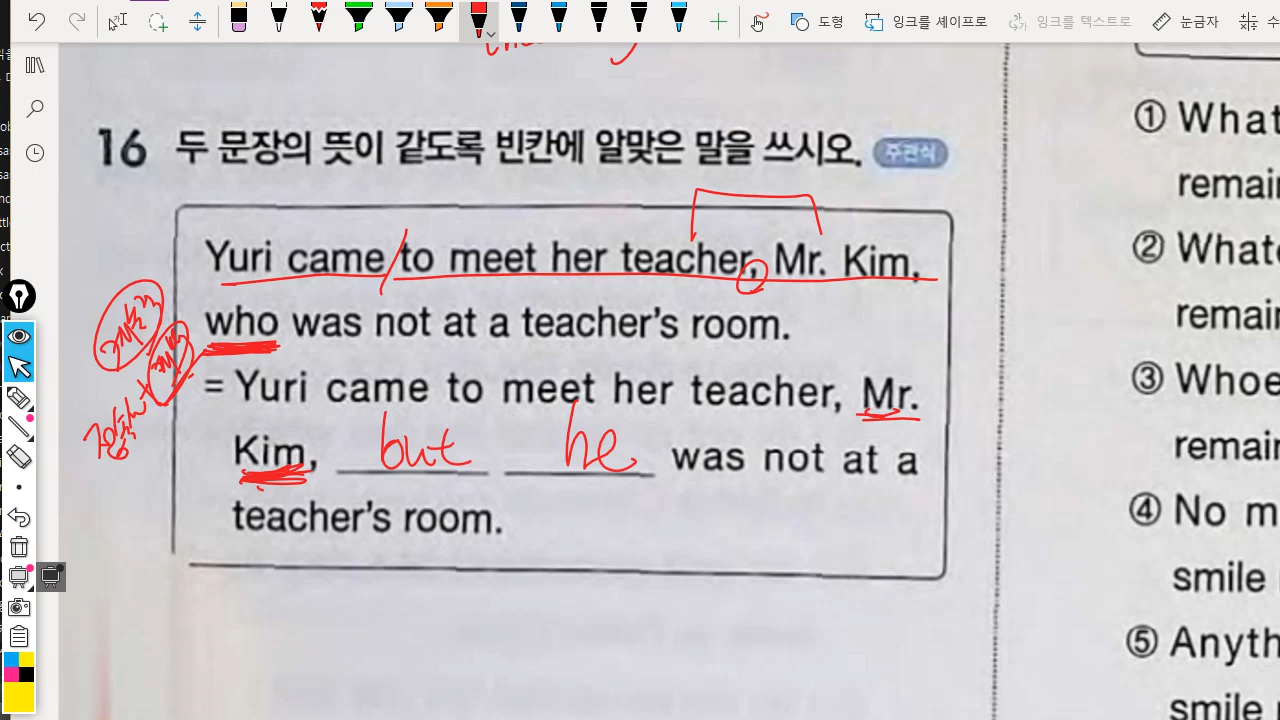 도형
잉크를 셰이프로
잉크를 텍스트로
눈금자
16 두 문장의 뜻이 같도록 빈칸에 알맞은 말을 쓰시오. 주관식
Yuri came to meet her teacher, Mr. Kim,
who was not at a teacher's room.
= Yuri came to meet her teacher, Mr.
Kim, but he was not at a
teacher's room.
① What
remain
②
remain
③
remain
④ No
smile
⑤
smile